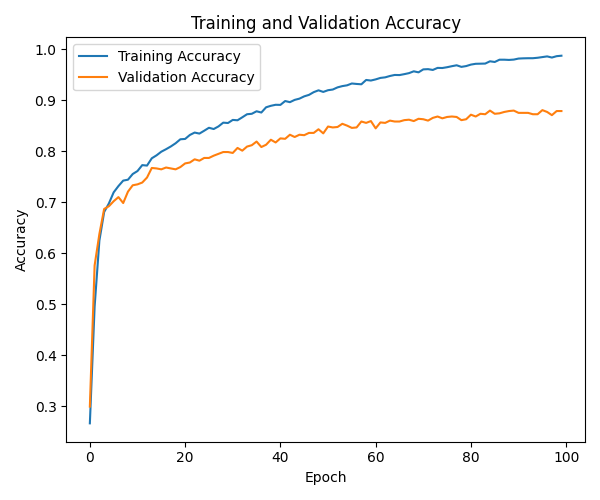 Training and Validation Accuracy
Training Accuracy
Validation Accuracy
1.0
0.9
0.8
0.7
0.6
0.5
0.4
0.3
Accuracy
0 20 40 60 80 100
Epoch